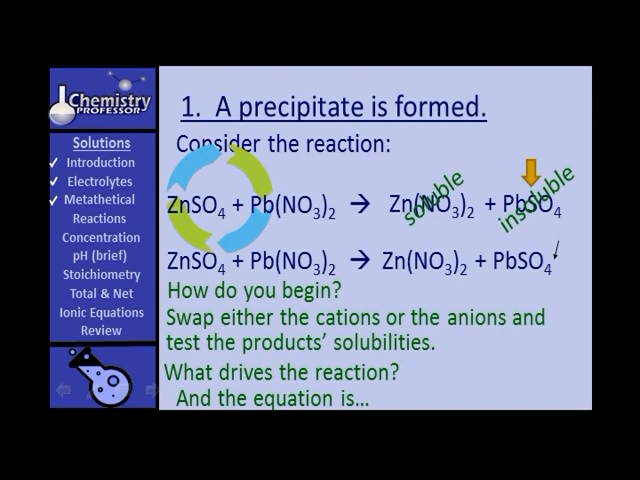 Chemistry
PROFESSOR
Solutions
Introduction
Electrolytes
Metathetical
Reactions
Concentration
pH (brief)
Stoichiometry
Total & Net
Ionic Equations
Review
1. A precipitate is formed.
Consider the reaction:
ZnSO₄ + Pb(NO₃)₂ → Zn(NO₃)₂ + PbSO₄
soluble
insoluble
ZnSO₄ + Pb(NO₃)₂ → Zn(NO₃)₂ + PbSO₄
How do you begin?
Swap either the cations or the anions and
test the products’ solubilities.
What drives the reaction?
And the equation is...